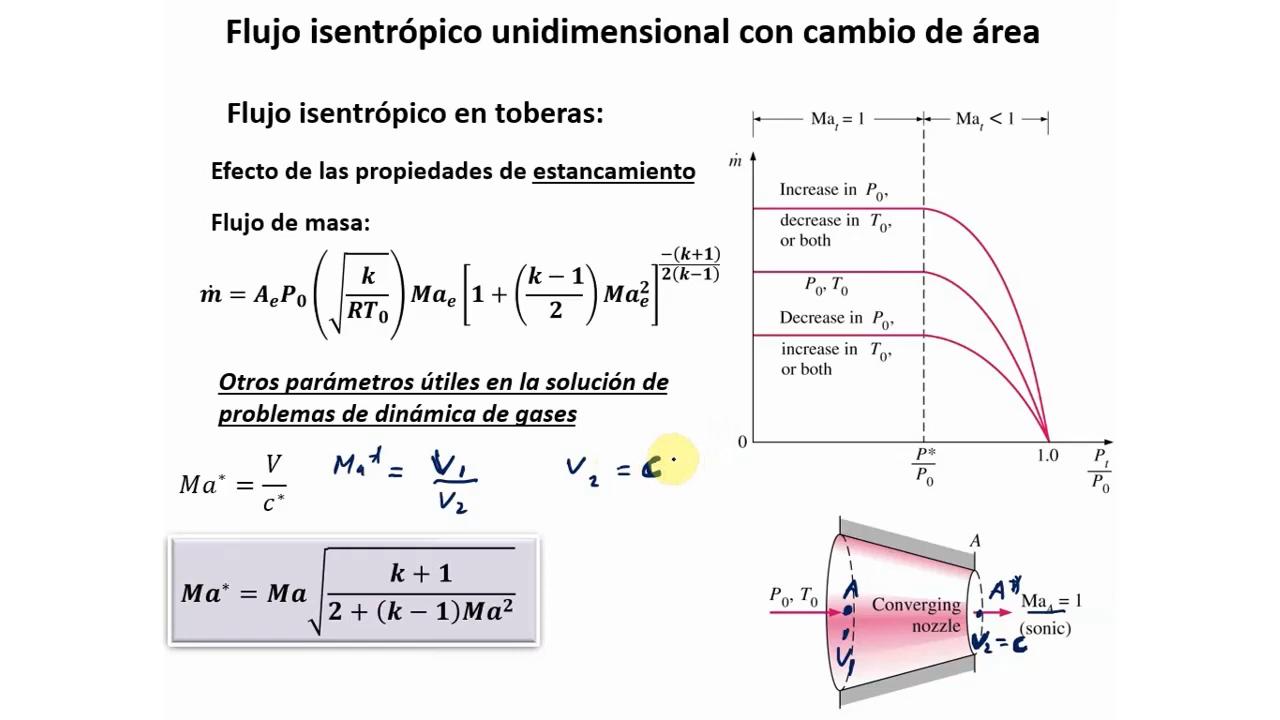 Flujo isentrópico unidimensional con cambio de área
Flujo isentrópico en toberas:
Efecto de las propiedades de estancamiento
Flujo de masa:
ṁ = AₑP₀ (√(k/RT₀)) Maₑ [1 + ((k − 1)/2) Maₑ²]^(−(k+1)/2(k−1))
Otros parámetros útiles en la solución de
problemas de dinámica de gases
Ma* = V/c*
Ma* = V₁/V₂
V₂ = c
Ma* = Ma √((k + 1)/(2 + (k − 1)Ma²))
Maₜ = 1
Maₜ < 1
ṁ
Increase in P₀,
decrease in T₀,
or both
P₀, T₀
Decrease in P₀,
increase in T₀,
or both
0
P*/P₀
1.0
Pₜ/P₀
A
P₀, T₀
A
V₁
Converging
nozzle
A*
Ma_A = 1
(sonic)
V₂ = c